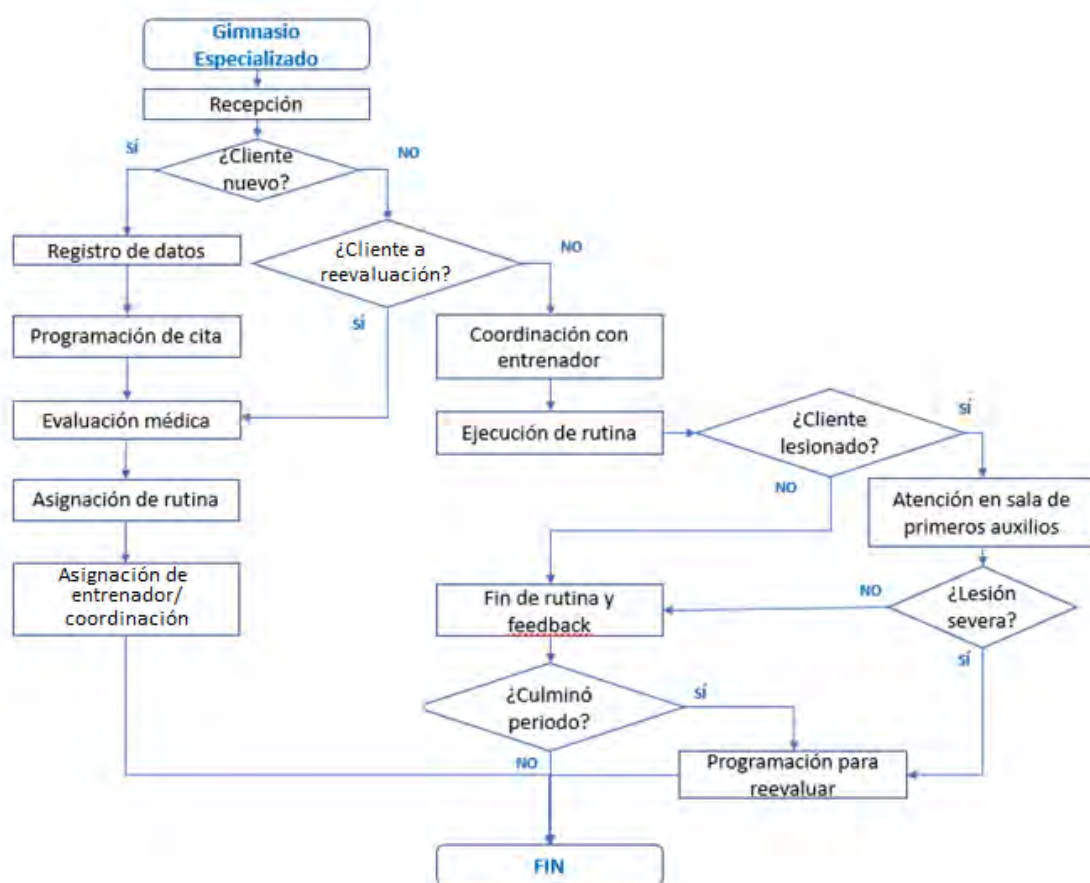 Gimnasio
Especializado
Recepción
SÍ
NO
¿Cliente
nuevo?
Registro de datos
¿Cliente a
reevaluación?
NO
SÍ
Programación de cita
Coordinación con
entrenador
Evaluación médica
Ejecución de rutina
¿Cliente
lesionado?
SÍ
NO
Asignación de rutina
Atención en sala de
primeros auxilios
Asignación de
entrenador/
coordinación
Fin de rutina y
feedback
NO
¿Lesión
severa?
SÍ
¿Culminó
periodo?
SÍ
NO
Programación para
reevaluar
FIN